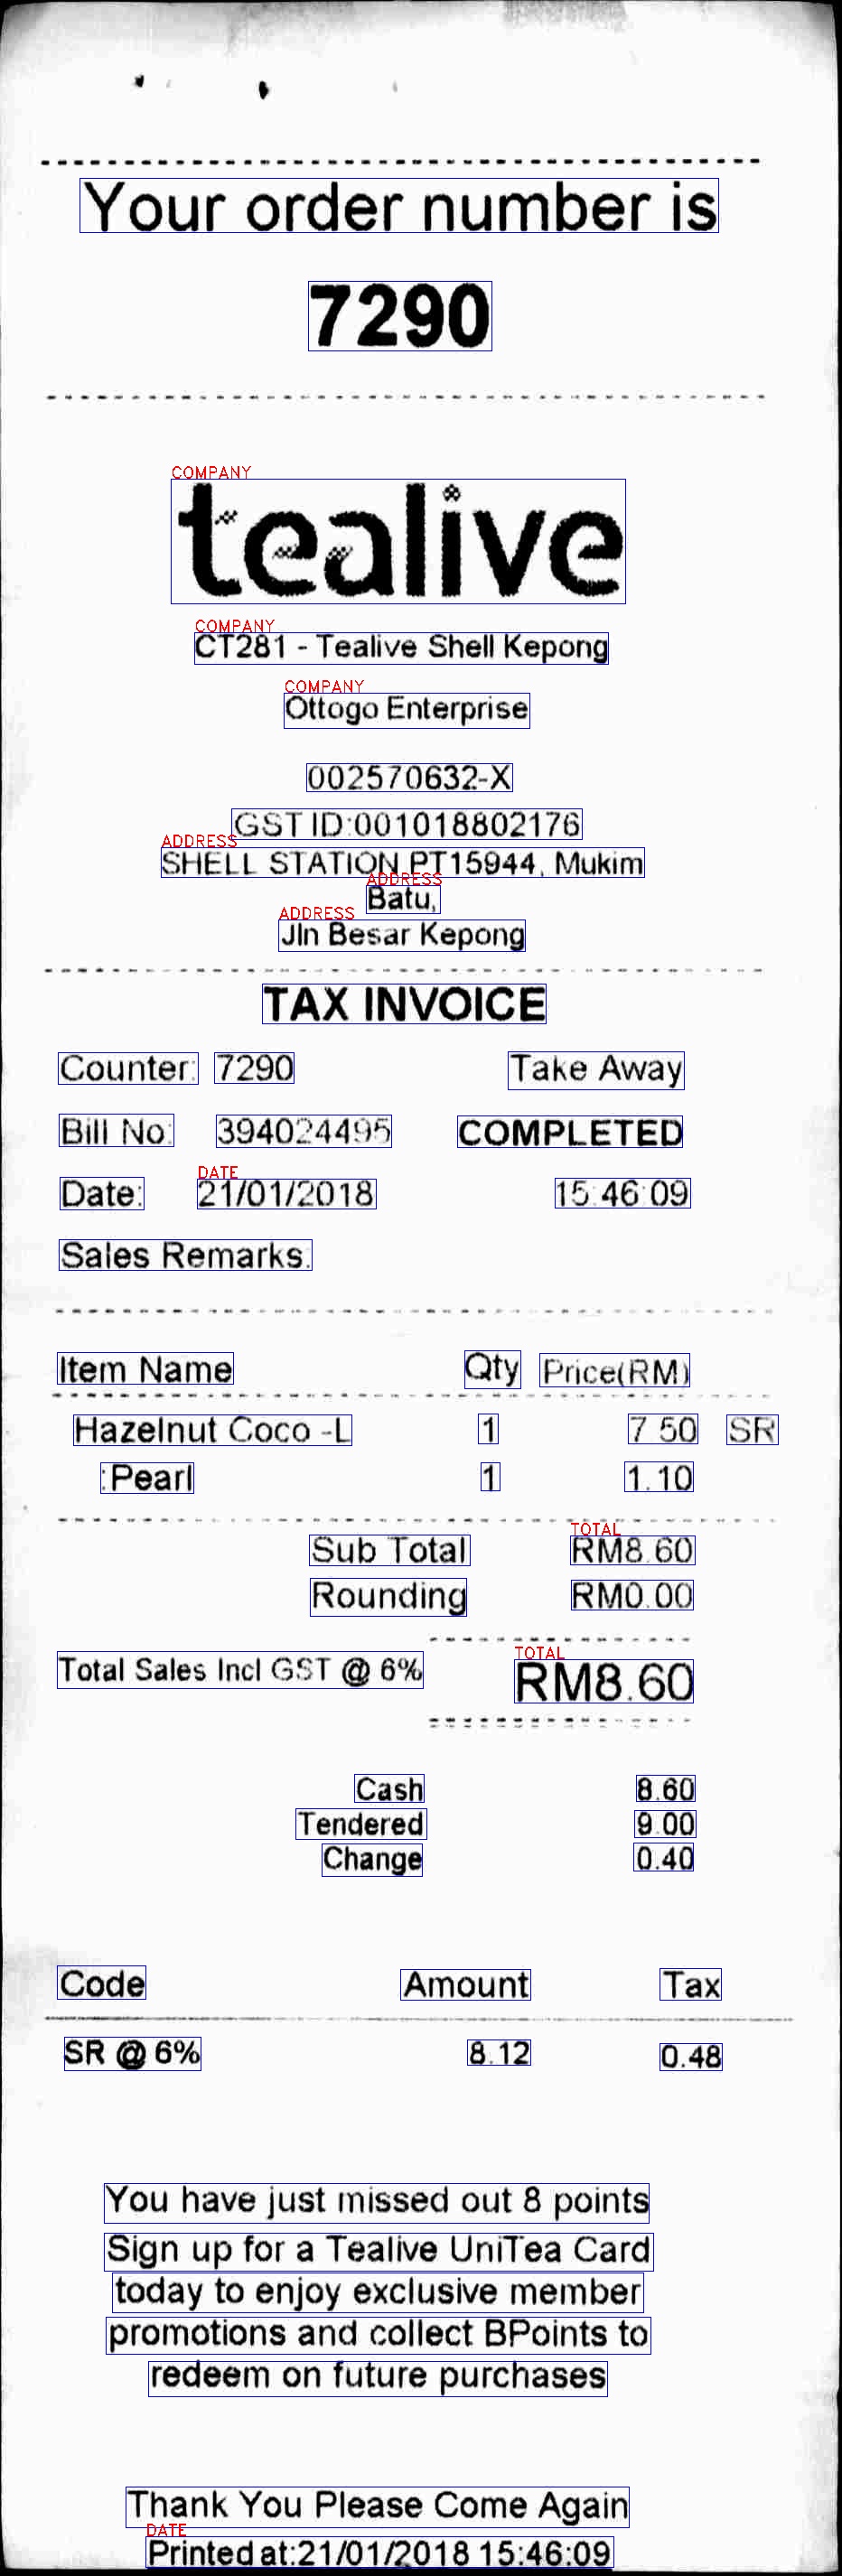 Your order number is
7290
COMPANY
tealive
COMPANY
CT281 - Tealive Shell Kepong
COMPANY
Ottogo Enterprise
002570632-X
GST ID:001018802176
ADDRESS
SHELL STATION PT15944, Mukim
ADDRESS
Batu,
ADDRESS
Jln Besar Kepong
TAX INVOICE
Counter: 7290 Take Away
Bill No: 394024495 COMPLETED
DATE
Date: 21/01/2018 15:46:09
Sales Remarks:
Item Name Qty Price(RM)
Hazelnut Coco -L 1 7.50 SR
:Pearl 1 1.10
TOTAL
Sub Total RM8.60
Rounding RM0.00
TOTAL
Total Sales Incl GST @ 6% RM8.60
Cash 8.60
Tendered 9.00
Change 0.40
Code Amount Tax
SR @ 6% 8.12 0.48
You have just missed out 8 points
Sign up for a Tealive UniTea Card
today to enjoy exclusive member
promotions and collect BPoints to
redeem on future purchases
Thank You Please Come Again
DATE
Printed at:21/01/2018 15:46:09